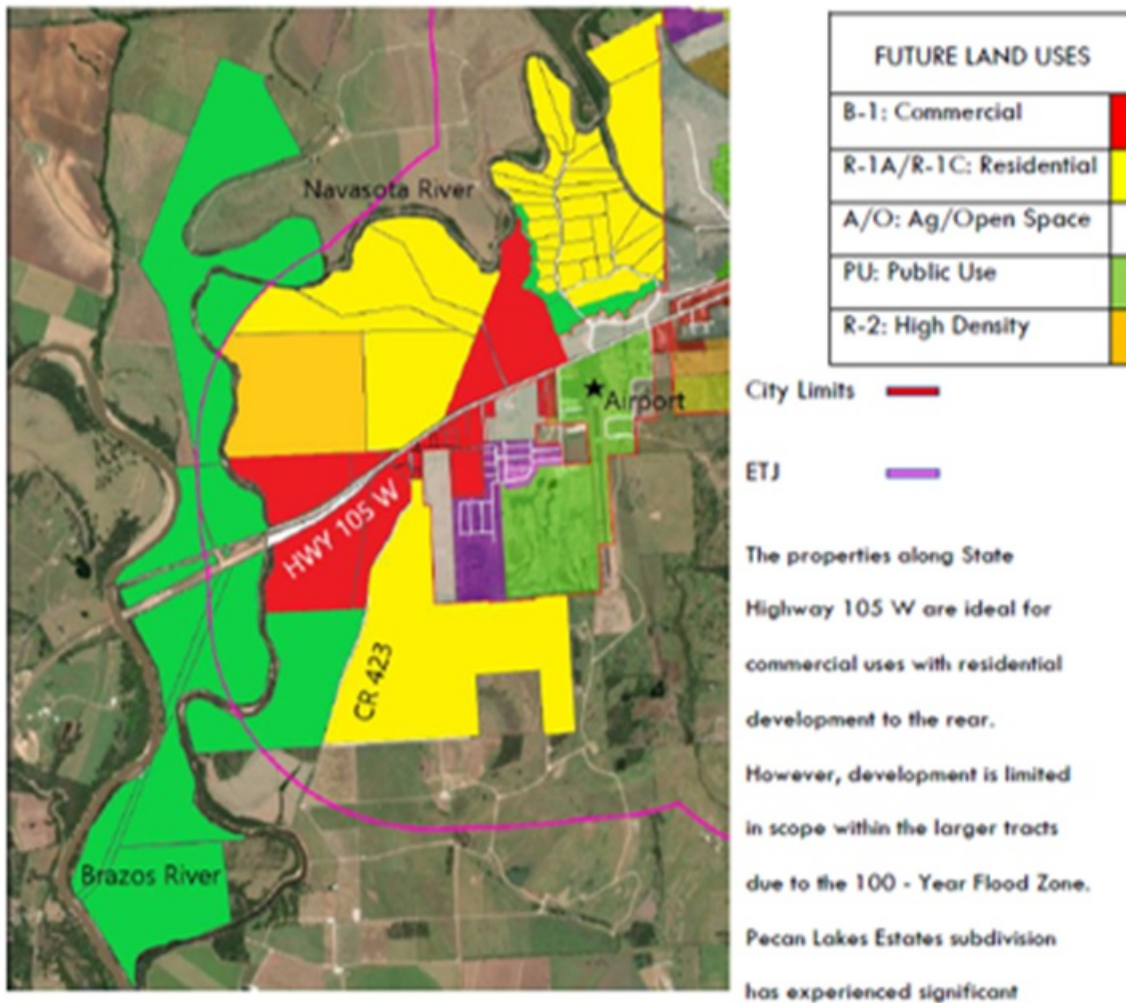 Navasota River
Airport
HWY 105 W
CR 423
Brazos River
FUTURE LAND USES
B-1: Commercial
R-1A/R-1C: Residential
A/O: Ag/Open Space
PU: Public Use
R-2: High Density
City Limits
ETJ
The properties along State
Highway 105 W are ideal for
commercial uses with residential
development to the rear.
However, development is limited
in scope within the larger tracts
due to the 100 - Year Flood Zone.
Pecan Lakes Estates subdivision
has experienced significant